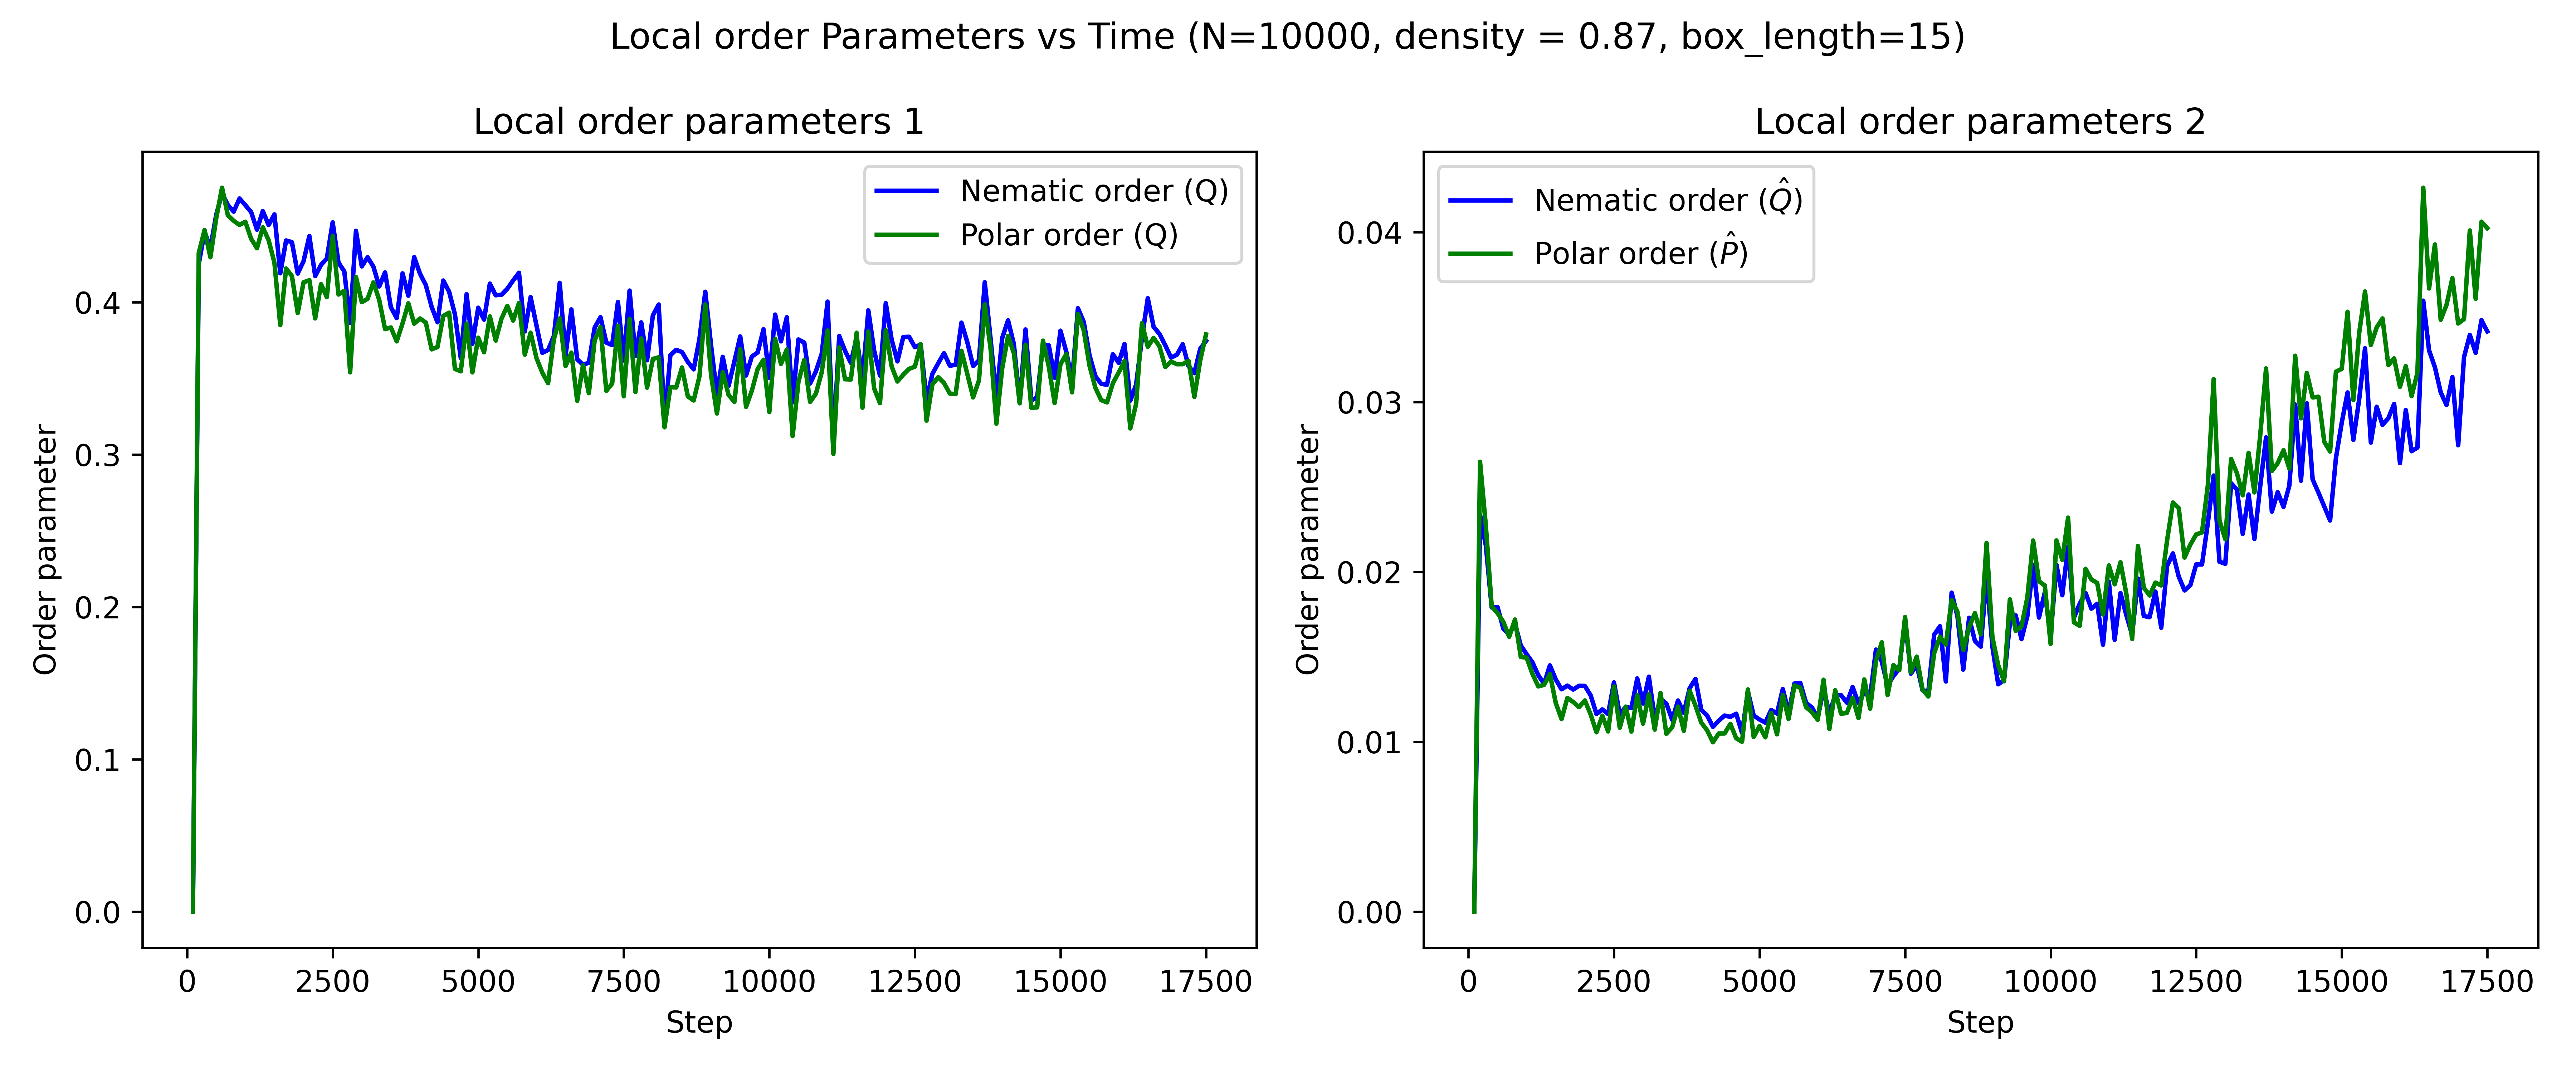 Local order Parameters vs Time (N=10000, density = 0.87, box_length=15)
Local order parameters 1
Order parameter
0.4
0.3
0.2
0.1
0.0
Nematic order (Q)
Polar order (Q)
0 2500 5000 7500 10000 12500 15000 17500
Step
Local order parameters 2
Order parameter
0.04
0.03
0.02
0.01
0.00
Nematic order (Q̂)
Polar order (P̂)
0 2500 5000 7500 10000 12500 15000 17500
Step